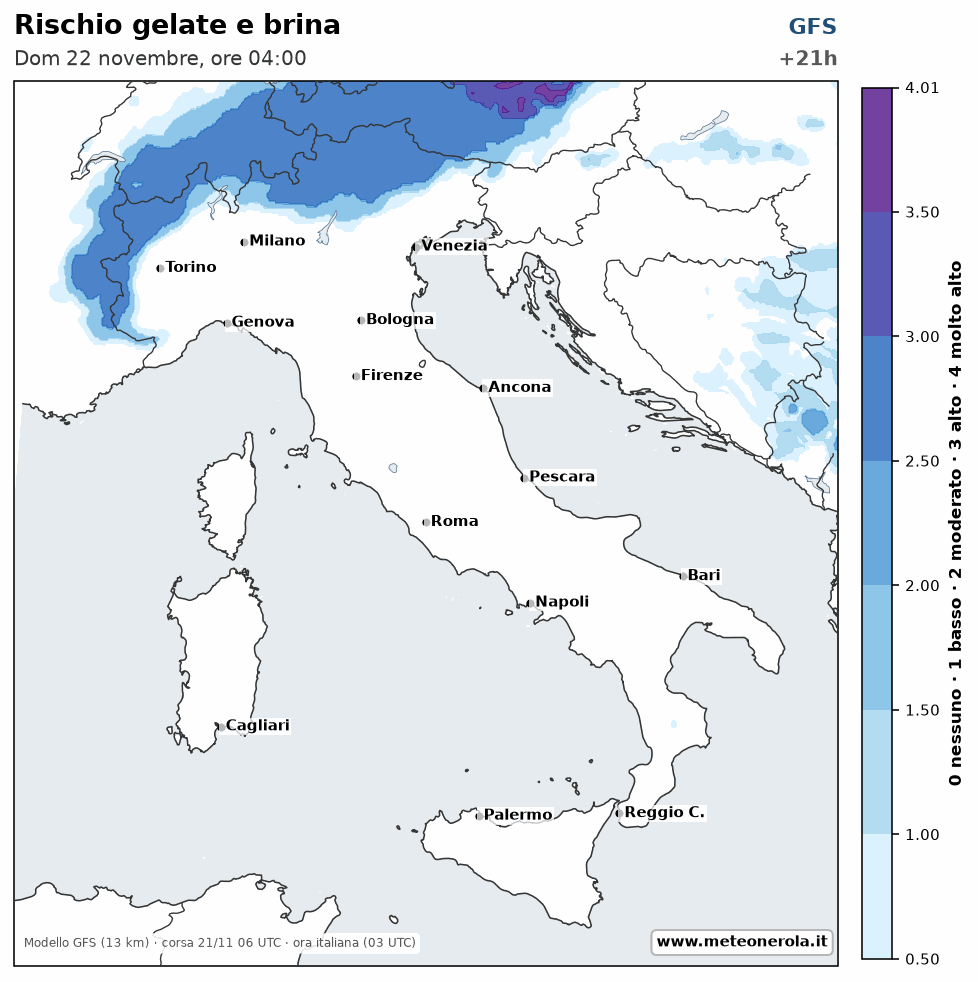 Rischio gelate e brina
GFS
Dom 22 novembre, ore 04:00
+21h
4.01
3.50
3.00
2.50
2.00
1.50
1.00
0.50
0 nessuno · 1 basso · 2 moderato · 3 alto · 4 molto alto
Milano
Venezia
Torino
Genova
Bologna
Firenze
Ancona
Pescara
Roma
Bari
Napoli
Cagliari
Palermo
Reggio C.
Modello GFS (13 km) · corsa 21/11 06 UTC · ora italiana (03 UTC)
www.meteonerola.it